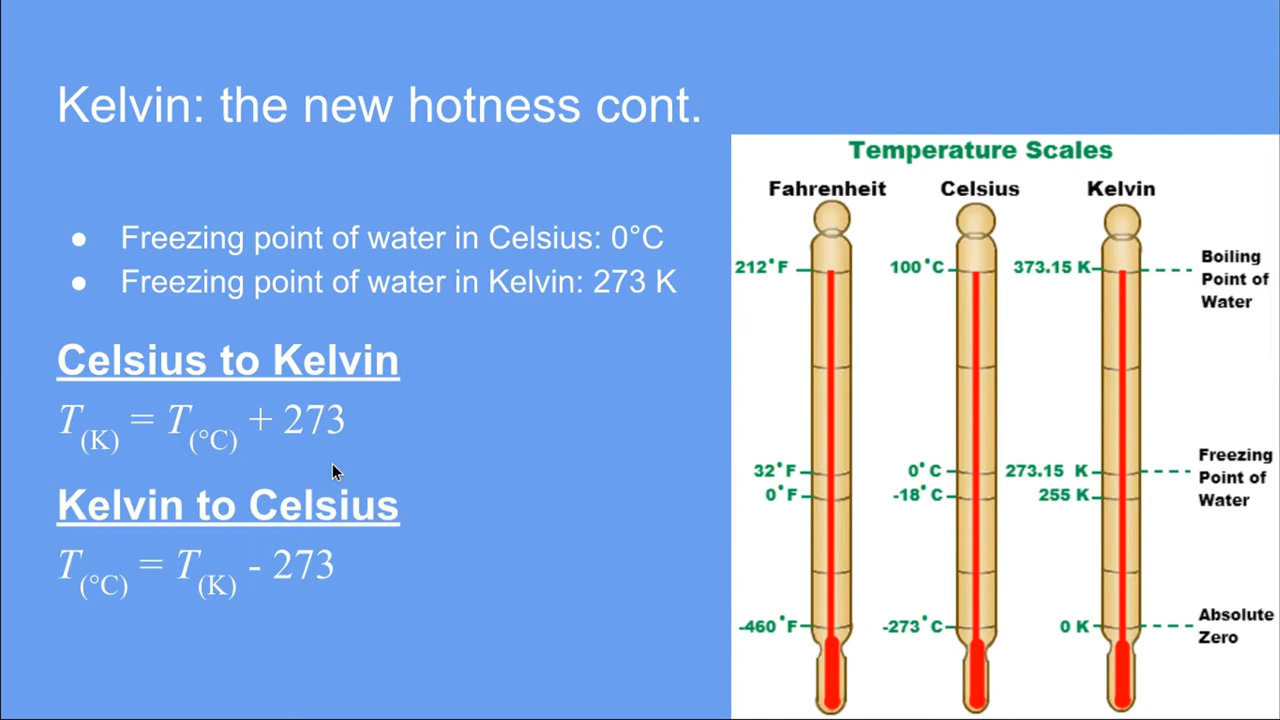 Kelvin: the new hotness cont.
● Freezing point of water in Celsius: 0°C
● Freezing point of water in Kelvin: 273 K
Celsius to Kelvin
T(K) = T(°C) + 273
Kelvin to Celsius
T(°C) = T(K) - 273
Temperature Scales
Fahrenheit Celsius Kelvin
212°F 100°C 373.15 K
Boiling
Point of
Water
32°F 0°C 273.15 K
Freezing
Point of
Water
0°F -18°C 255 K
-460°F -273°C 0 K
Absolute
Zero